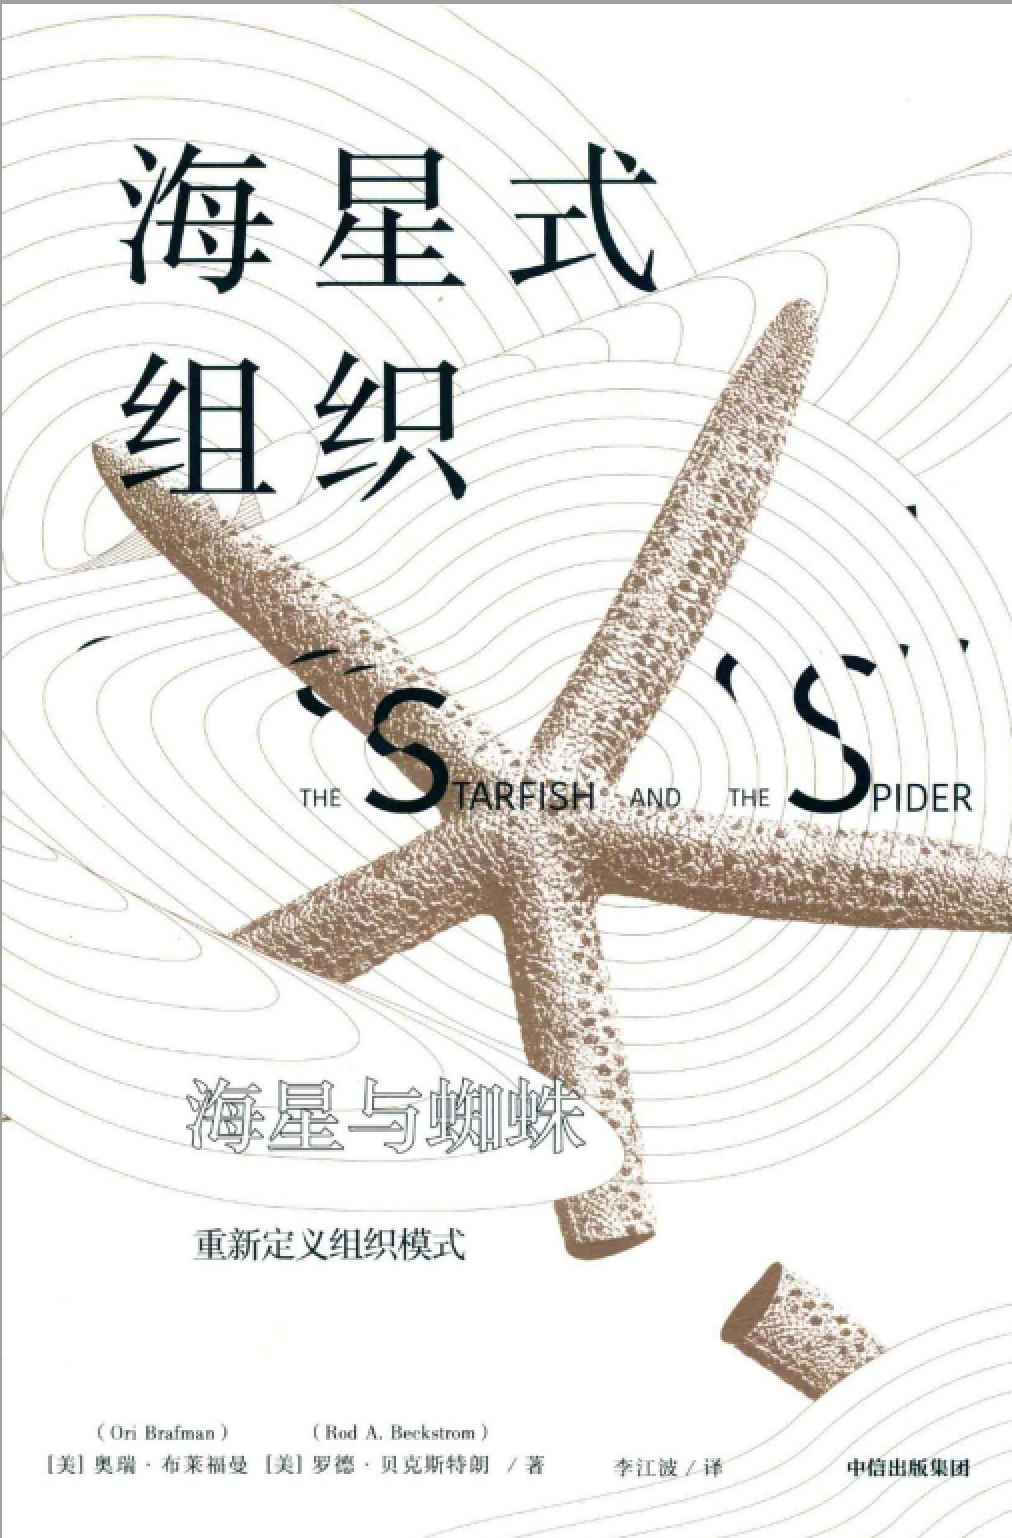 海星式
组织
THE STARFISH AND THE SPIDER
海星与蜘蛛
重新定义组织模式
(Ori Brafman) (Rod A. Beckstrom)
[美] 奥瑞·布莱福曼 [美] 罗德·贝克斯特朗 / 著 李江波 / 译 中信出版集团